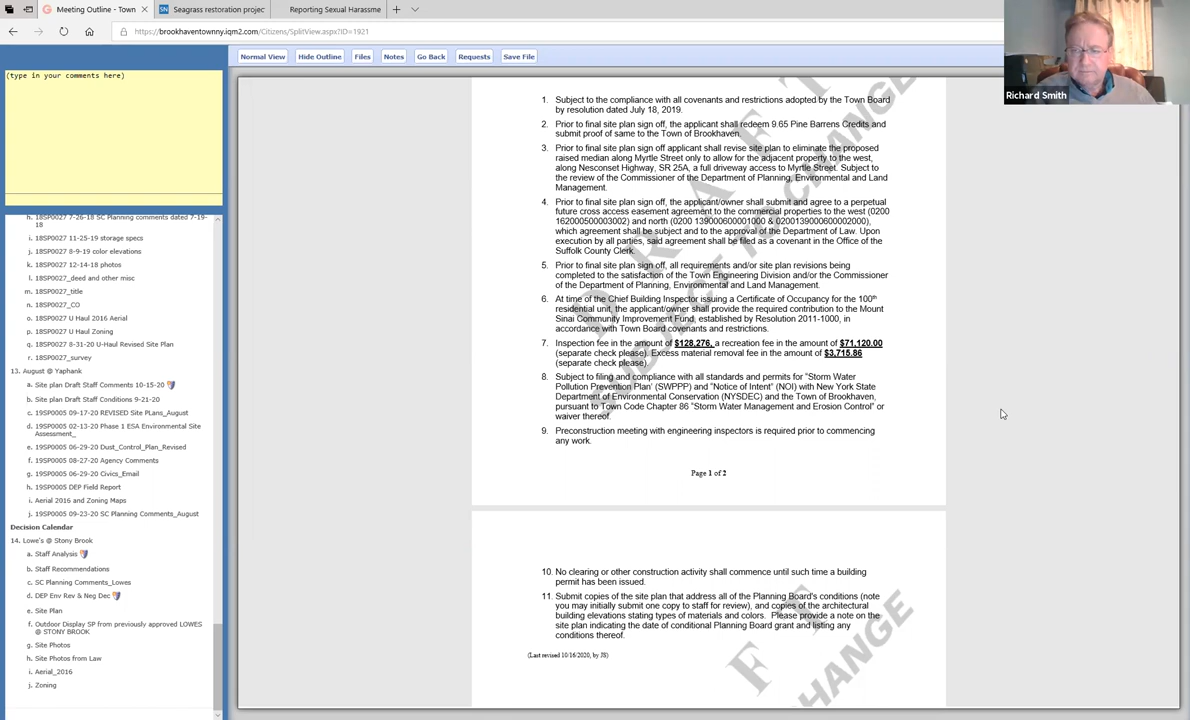 Meeting Outline - Town
Seagrass restoration projec
Reporting Sexual Harassme
https://brookhaventownny.iqm2.com/Citizens/SplitView.aspx?ID=1921
Normal View
Hide Outline
Files
Notes
Go Back
Requests
Save File
Richard Smith
(type in your comments here)
h. 18SP0027 7-26-18 SC Planning comments dated 7-19-
18
i. 18SP0027 11-25-19 storage specs
j. 18SP0027 8-9-19 color elevations
k. 18SP0027 12-14-18 photos
l. 18SP0027_deed and other misc
m. 18SP0027_title
n. 18SP0027_CO
o. 18SP0027 U Haul 2016 Aerial
p. 18SP0027 U Haul Zoning
q. 18SP0027 8-31-20 U-Haul Revised Site Plan
r. 18SP0027_survey
13. August @ Yaphank
a. Site plan Draft Staff Comments 10-15-20
b. Site plan Draft Staff Conditions 9-21-20
c. 19SP0005 09-17-20 REVISED Site PLans_August
d. 19SP0005 02-13-20 Phase 1 ESA Environmental Site
Assessment_
e. 19SP0005 06-29-20 Dust_Control_Plan_Revised
f. 19SP0005 08-27-20 Agency Comments
g. 19SP0005 06-29-20 Civics_Email
h. 19SP0005 DEP Field Report
i. Aerial 2016 and Zoning Maps
j. 19SP0005 09-23-20 SC Planning Comments_August
Decision Calendar
14. Lowe's @ Stony Brook
a. Staff Analysis
b. Staff Recommendations
c. SC Planning Comments_Lowes
d. DEP Env Rev & Neg Dec
e. Site Plan
f. Outdoor Display SP from previously approved LOWES
@ STONY BROOK
g. Site Photos
h. Site Photos from Law
i. Aerial_2016
j. Zoning
DRAFT
SUBJECT TO CHANGE
1. Subject to the compliance with all covenants and restrictions adopted by the Town Board
by resolution dated July 18, 2019.
2. Prior to final site plan sign off, the applicant shall redeem 9.65 Pine Barrens Credits and
submit proof of same to the Town of Brookhaven.
3. Prior to final site plan sign off applicant shall revise site plan to eliminate the proposed
raised median along Myrtle Street only to allow for the adjacent property to the west,
along Nesconset Highway, SR 25A, a full driveway access to Myrtle Street. Subject to
the review of the Commissioner of the Department of Planning, Environmental and Land
Management.
4. Prior to final site plan sign off, the applicant/owner shall submit and agree to a perpetual
future cross access easement agreement to the commercial properties to the west (0200
162000500003002) and north (0200 139000600001000 & 0200139000600002000),
which agreement shall be subject and to the approval of the Department of Law. Upon
execution by all parties, said agreement shall be filed as a covenant in the Office of the
Suffolk County Clerk.
5. Prior to final site plan sign off, all requirements and/or site plan revisions being
completed to the satisfaction of the Town Engineering Division and/or the Commissioner
of the Department of Planning, Environmental and Land Management.
6. At time of the Chief Building Inspector issuing a Certificate of Occupancy for the 100th
residential unit, the applicant/owner shall provide the required contribution to the Mount
Sinai Community Improvement Fund, established by Resolution 2011-1000, in
accordance with Town Board covenants and restrictions.
7. Inspection fee in the amount of $128,276, a recreation fee in the amount of $71,120.00
(separate check please). Excess material removal fee in the amount of $3,715.86
(separate check please).
8. Subject to filing and compliance with all standards and permits for "Storm Water
Pollution Prevention Plan' (SWPPP) and "Notice of Intent" (NOI) with New York State
Department of Environmental Conservation (NYSDEC) and the Town of Brookhaven,
pursuant to Town Code Chapter 86 "Storm Water Management and Erosion Control" or
waiver thereof.
9. Preconstruction meeting with engineering inspectors is required prior to commencing
any work.
Page 1 of 2
10. No clearing or other construction activity shall commence until such time a building
permit has been issued.
11. Submit copies of the site plan that address all of the Planning Board's conditions (note
you may initially submit one copy to staff for review), and copies of the architectural
building elevations stating types of materials and colors. Please provide a note on the
site plan indicating the date of conditional Planning Board grant and listing any
conditions thereof.
(Last revised 10/16/2020, by JS)
F T
HANGE